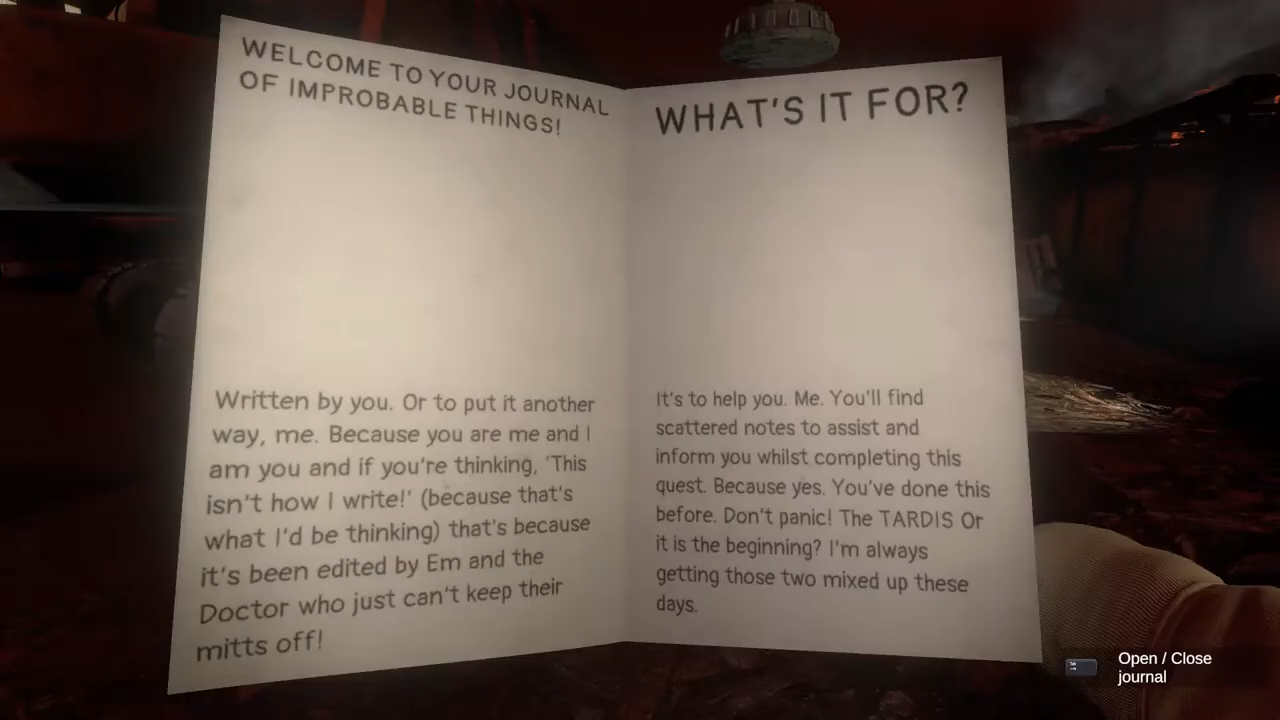 WELCOME TO YOUR JOURNAL
OF IMPROBABLE THINGS!
Written by you. Or to put it another
way, me. Because you are me and I
am you and if you're thinking, 'This
isn't how I write!' (because that's
what I'd be thinking) that's because
it's been edited by Em and the
Doctor who just can't keep their
mitts off!
WHAT'S IT FOR?
It's to help you. Me. You'll find
scattered notes to assist and
inform you whilst completing this
quest. Because yes. You've done this
before. Don't panic! The TARDIS Or
it is the beginning? I'm always
getting those two mixed up these
days.
Tab
Open / Close
journal